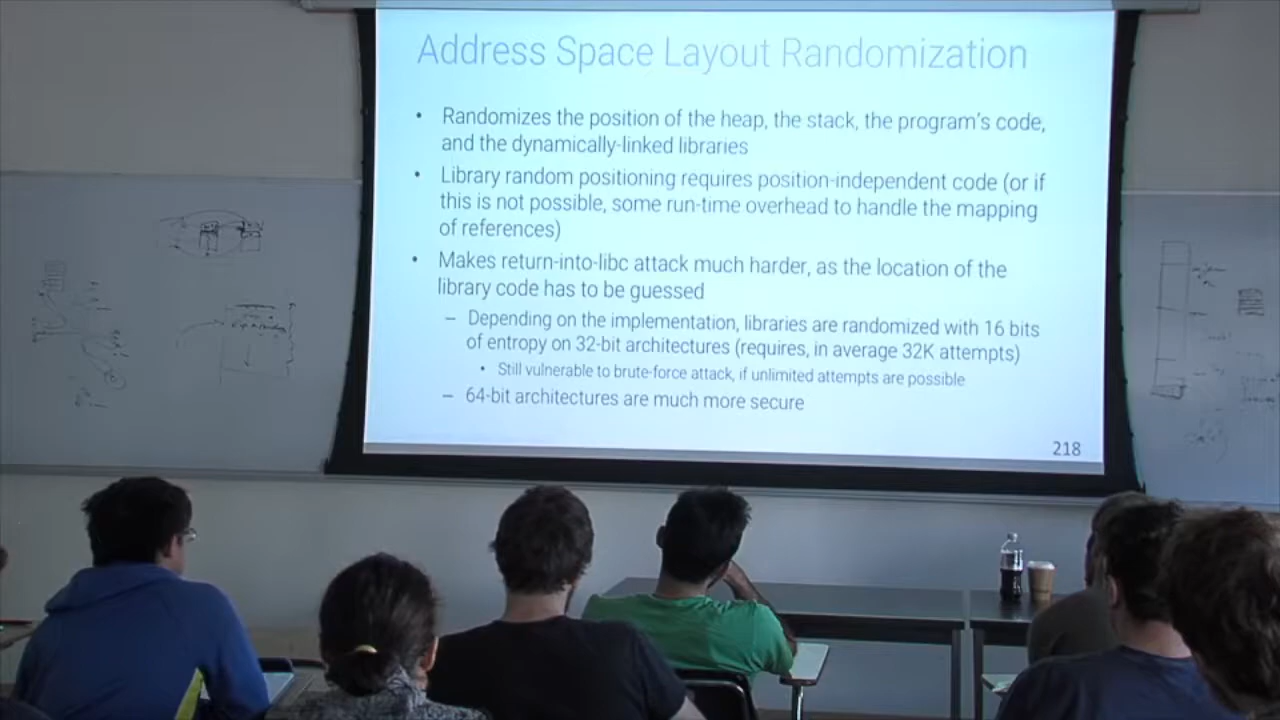 Address Space Layout Randomization
• Randomizes the position of the heap, the stack, the program's code,
and the dynamically-linked libraries
• Library random positioning requires position-independent code (or if
this is not possible, some run-time overhead to handle the mapping
of references)
• Makes return-into-libc attack much harder, as the location of the
library code has to be guessed
– Depending on the implementation, libraries are randomized with 16 bits
of entropy on 32-bit architectures (requires, in average 32K attempts)
• Still vulnerable to brute-force attack, if unlimited attempts are possible
– 64-bit architectures are much more secure
218